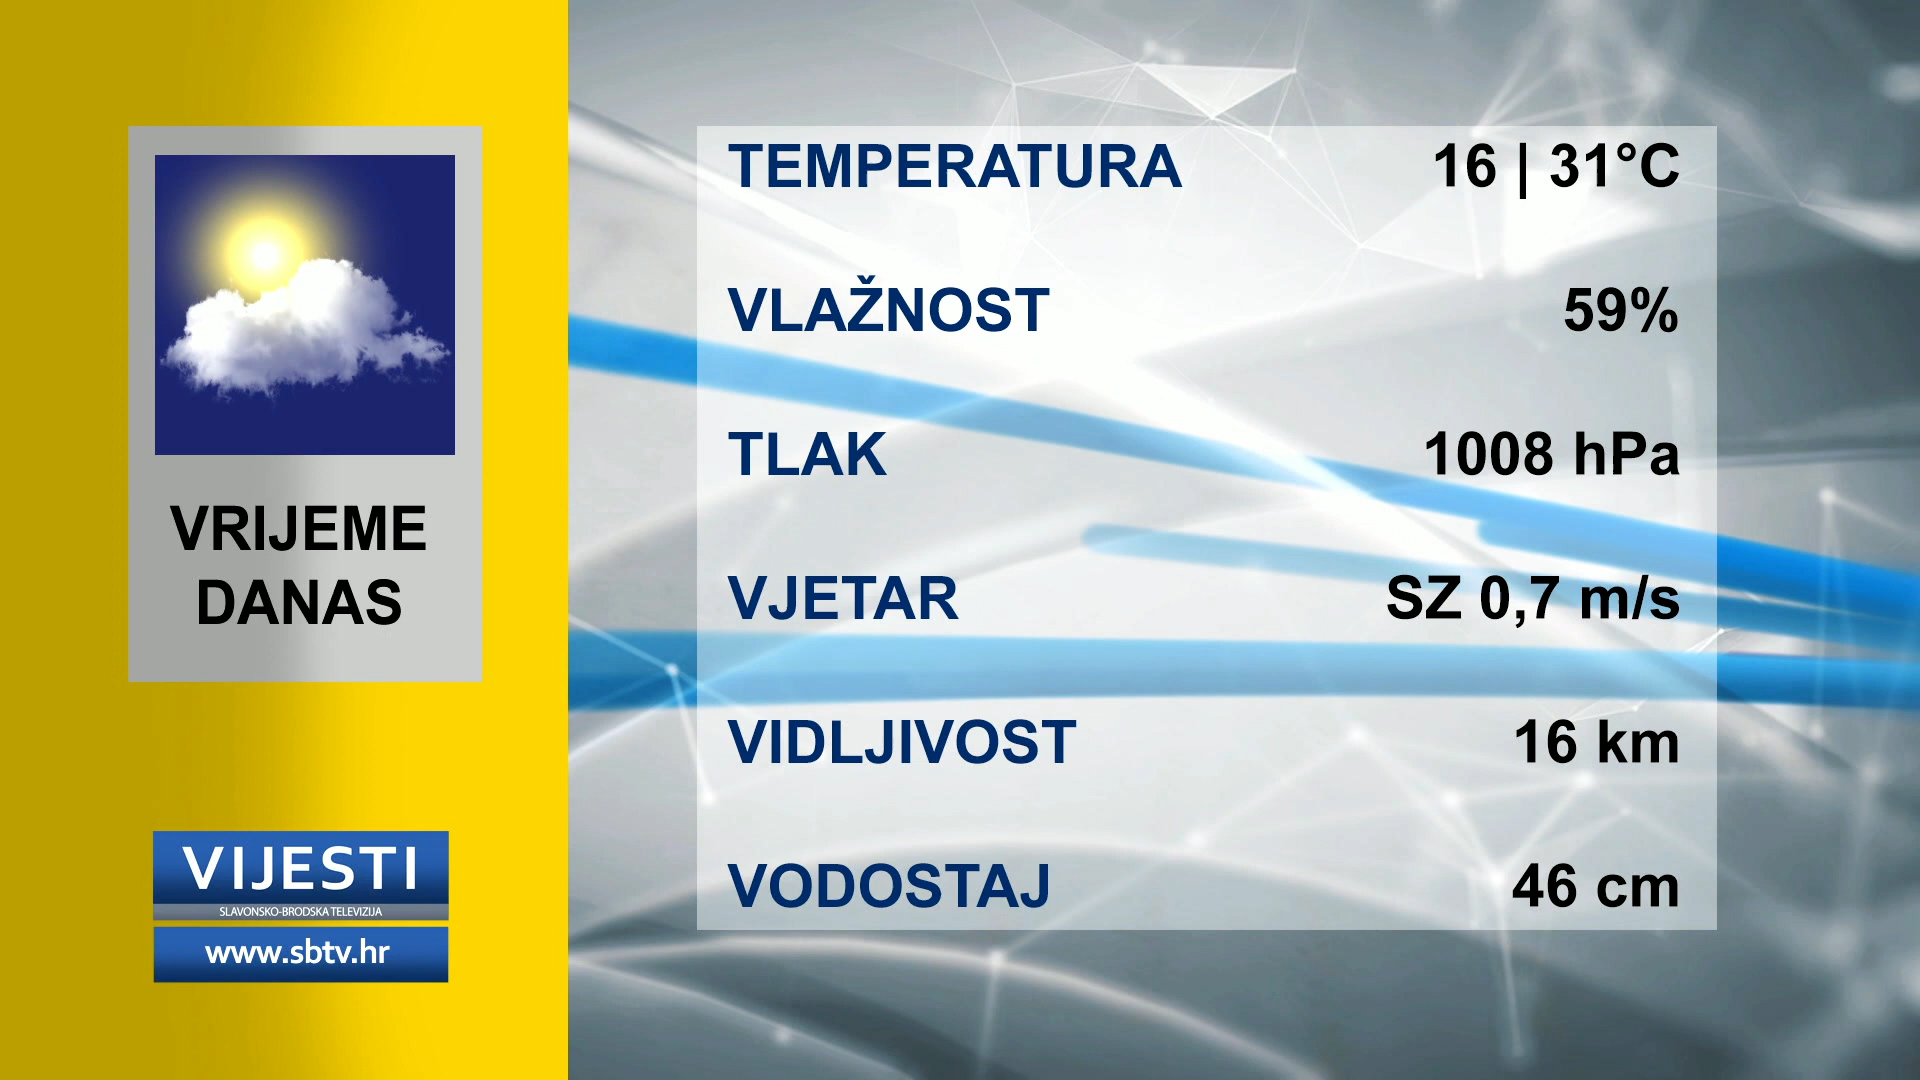 VRIJEME
DANAS
VIJESTI
SLAVONSKO-BRODSKA TELEVIZIJA
www.sbtv.hr
TEMPERATURA 16 | 31°C
VLAŽNOST 59%
TLAK 1008 hPa
VJETAR SZ 0,7 m/s
VIDLJIVOST 16 km
VODOSTAJ 46 cm